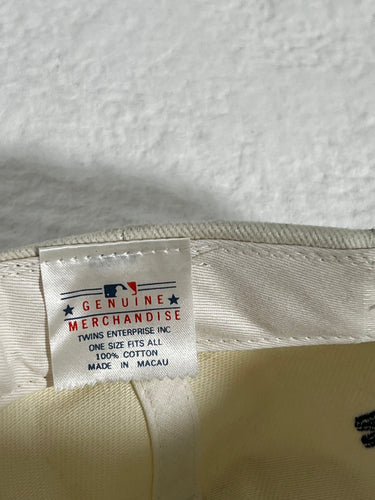 GENUINE
MERCHANDISE
TWINS ENTERPRISE INC
ONE SIZE FITS ALL
100% COTTON
MADE IN MACAU